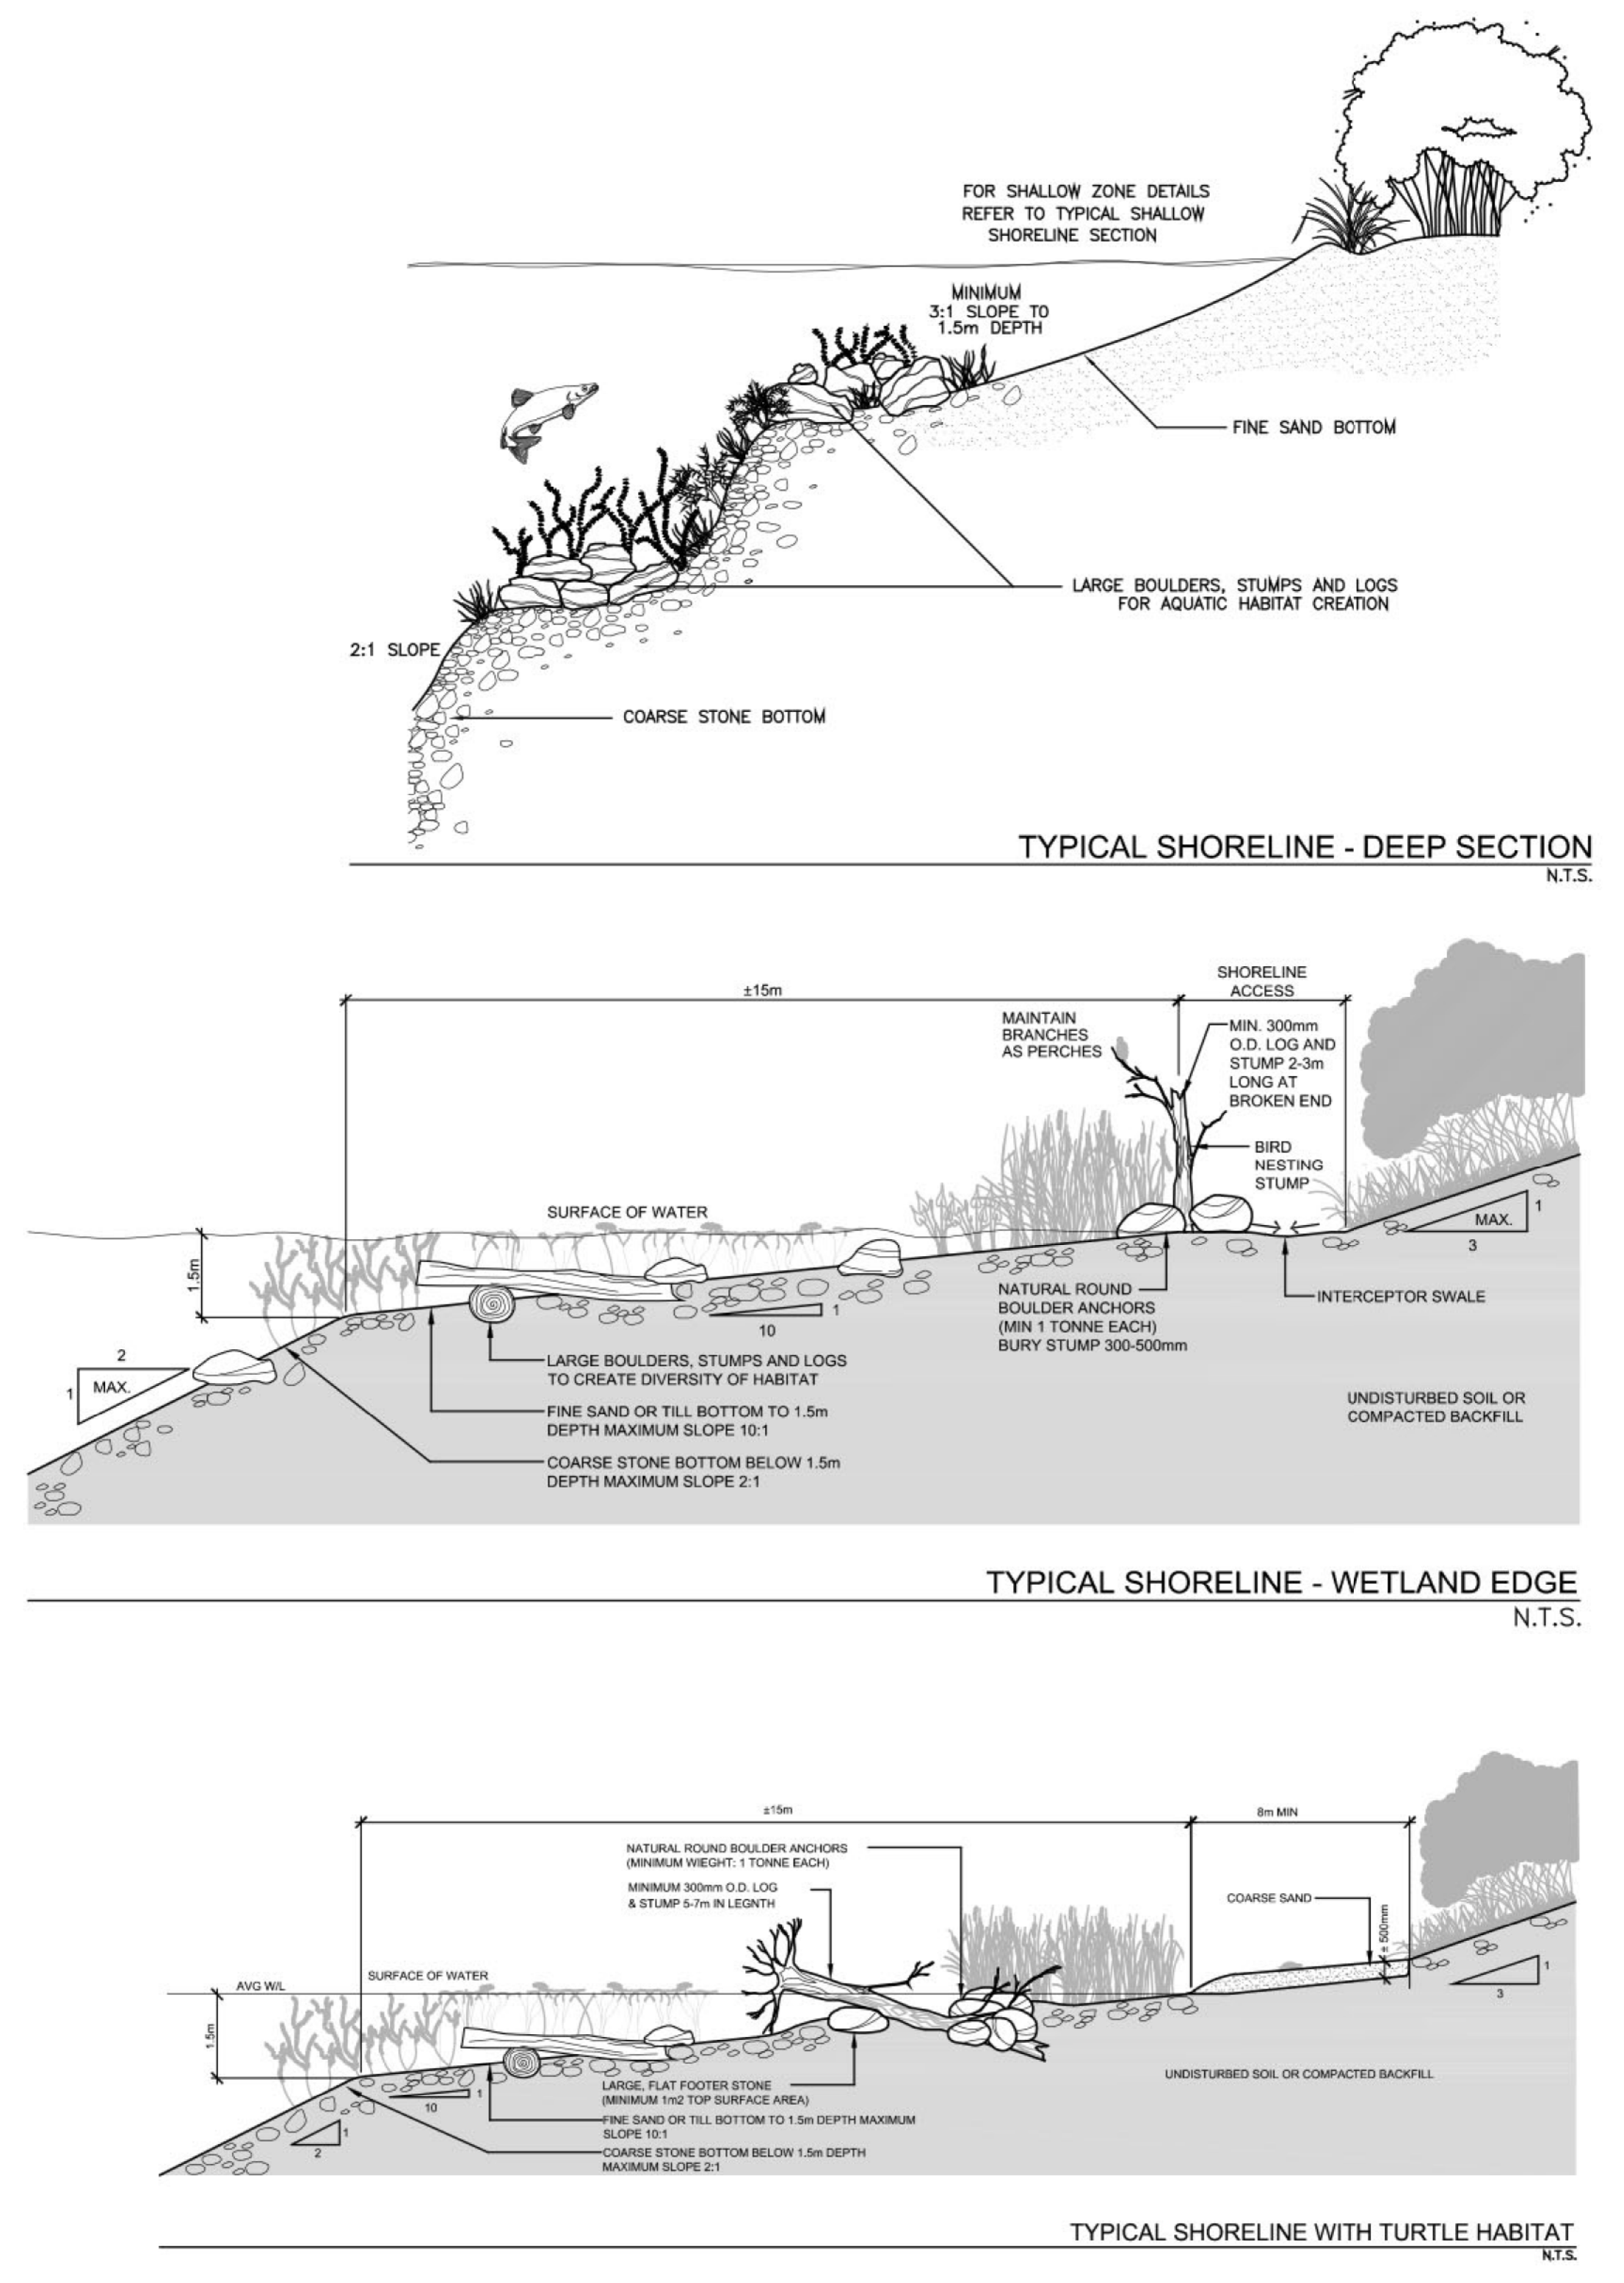 FOR SHALLOW ZONE DETAILS
REFER TO TYPICAL SHALLOW
SHORELINE SECTION
MINIMUM
3:1 SLOPE TO
1.5m DEPTH
FINE SAND BOTTOM
LARGE BOULDERS, STUMPS AND LOGS
FOR AQUATIC HABITAT CREATION
2:1 SLOPE
COARSE STONE BOTTOM
TYPICAL SHORELINE - DEEP SECTION
N.T.S.
±15m
SHORELINE
ACCESS
MAINTAIN
BRANCHES
AS PERCHES
MIN. 300mm
O.D. LOG AND
STUMP 2-3m
LONG AT
BROKEN END
BIRD
NESTING
STUMP
SURFACE OF WATER
1.5m
1
MAX.
3
NATURAL ROUND
BOULDER ANCHORS
(MIN 1 TONNE EACH)
BURY STUMP 300-500mm
INTERCEPTOR SWALE
1
10
2
1
MAX.
LARGE BOULDERS, STUMPS AND LOGS
TO CREATE DIVERSITY OF HABITAT
FINE SAND OR TILL BOTTOM TO 1.5m
DEPTH MAXIMUM SLOPE 10:1
COARSE STONE BOTTOM BELOW 1.5m
DEPTH MAXIMUM SLOPE 2:1
UNDISTURBED SOIL OR
COMPACTED BACKFILL
TYPICAL SHORELINE - WETLAND EDGE
N.T.S.
±15m
8m MIN
NATURAL ROUND BOULDER ANCHORS
(MINIMUM WIEGHT: 1 TONNE EACH)
MINIMUM 300mm O.D. LOG
& STUMP 5-7m IN LEGNTH
COARSE SAND
± 500mm
SURFACE OF WATER
AVG W/L
1.5m
1
3
1
10
1
2
LARGE, FLAT FOOTER STONE
(MINIMUM 1m2 TOP SURFACE AREA)
FINE SAND OR TILL BOTTOM TO 1.5m DEPTH MAXIMUM
SLOPE 10:1
COARSE STONE BOTTOM BELOW 1.5m DEPTH
MAXIMUM SLOPE 2:1
UNDISTURBED SOIL OR COMPACTED BACKFILL
TYPICAL SHORELINE WITH TURTLE HABITAT
N.T.S.